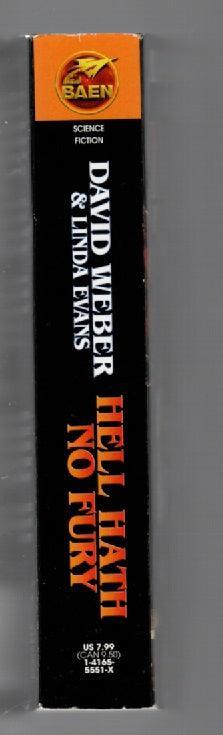 BAEN
SCIENCE
FICTION
DAVID WEBER
& LINDA EVANS
HELL HATH
NO FURY
US 7.99
(CAN 9.50)
1-4165-
5551-X